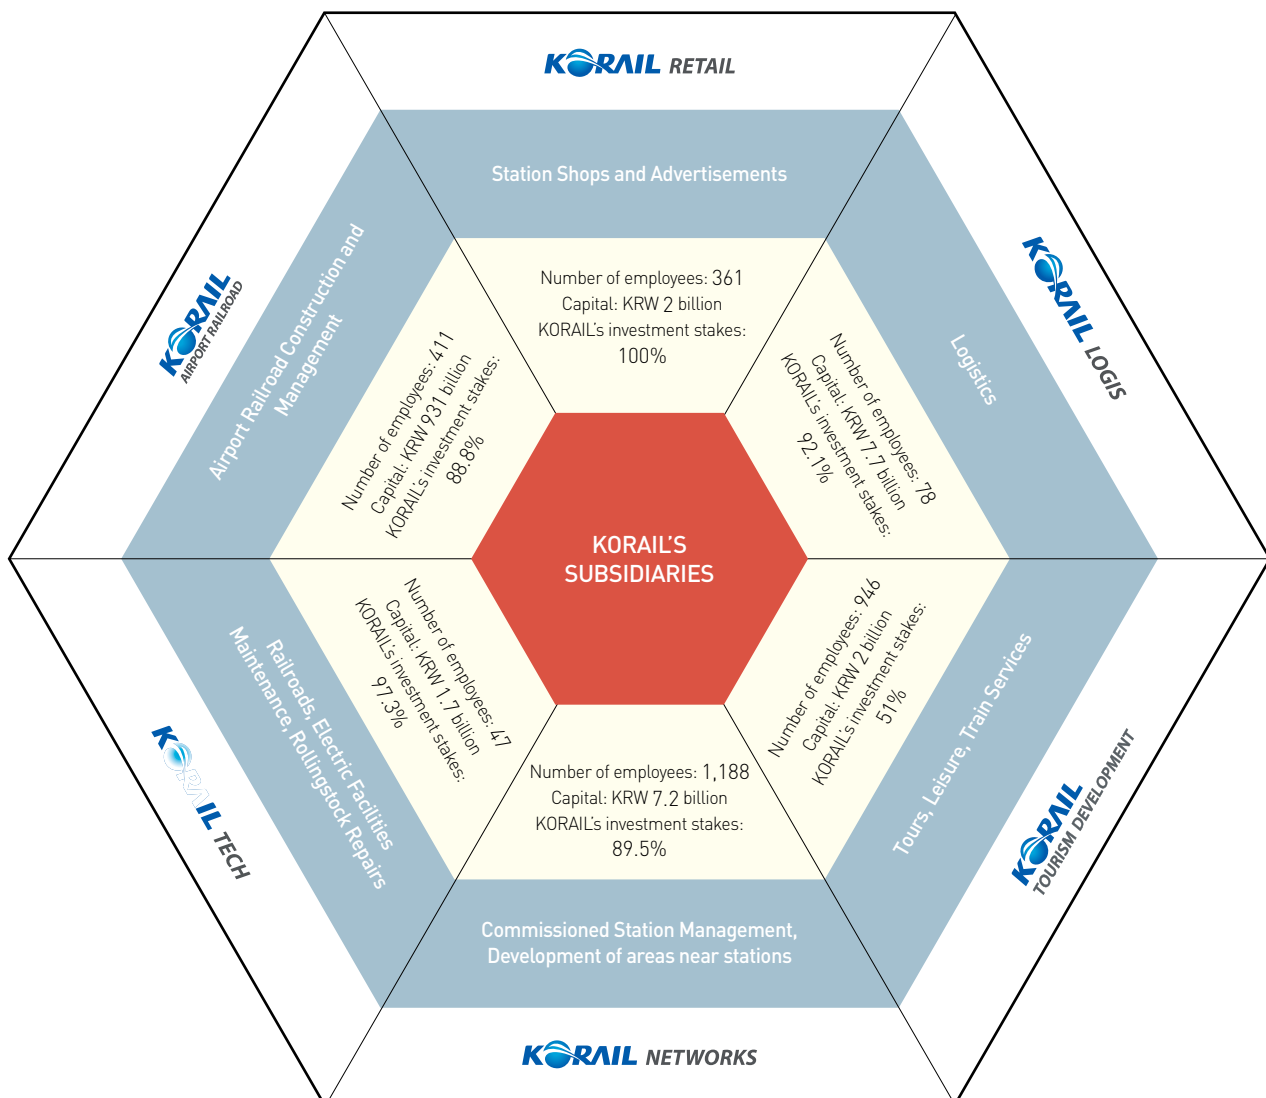 KORAIL RETAIL
Station Shops and Advertisements
Number of employees: 361
Capital: KRW 2 billion
KORAIL's investment stakes:
100%
KORAIL LOGIS
Logistics
Number of employees: 78
Capital: KRW 7.7 billion
KORAIL's investment stakes:
92.1%
KORAIL
TOURISM DEVELOPMENT
Tours, Leisure, Train Services
Number of employees: 946
Capital: KRW 2 billion
KORAIL's investment stakes:
51%
KORAIL NETWORKS
Commissioned Station Management,
Development of areas near stations
Number of employees: 1,188
Capital: KRW 7.2 billion
KORAIL's investment stakes:
89.5%
KORAIL TECH
Railroads, Electric Facilities
Maintenance, Rollingstock Repairs
Number of employees: 47
Capital: KRW 1.7 billion
KORAIL's investment stakes:
97.3%
KORAIL
AIRPORT RAILROAD
Airport Railroad Construction and
Management
Number of employees: 411
Capital: KRW 931 billion
KORAIL's investment stakes:
88.8%
KORAIL'S
SUBSIDIARIES